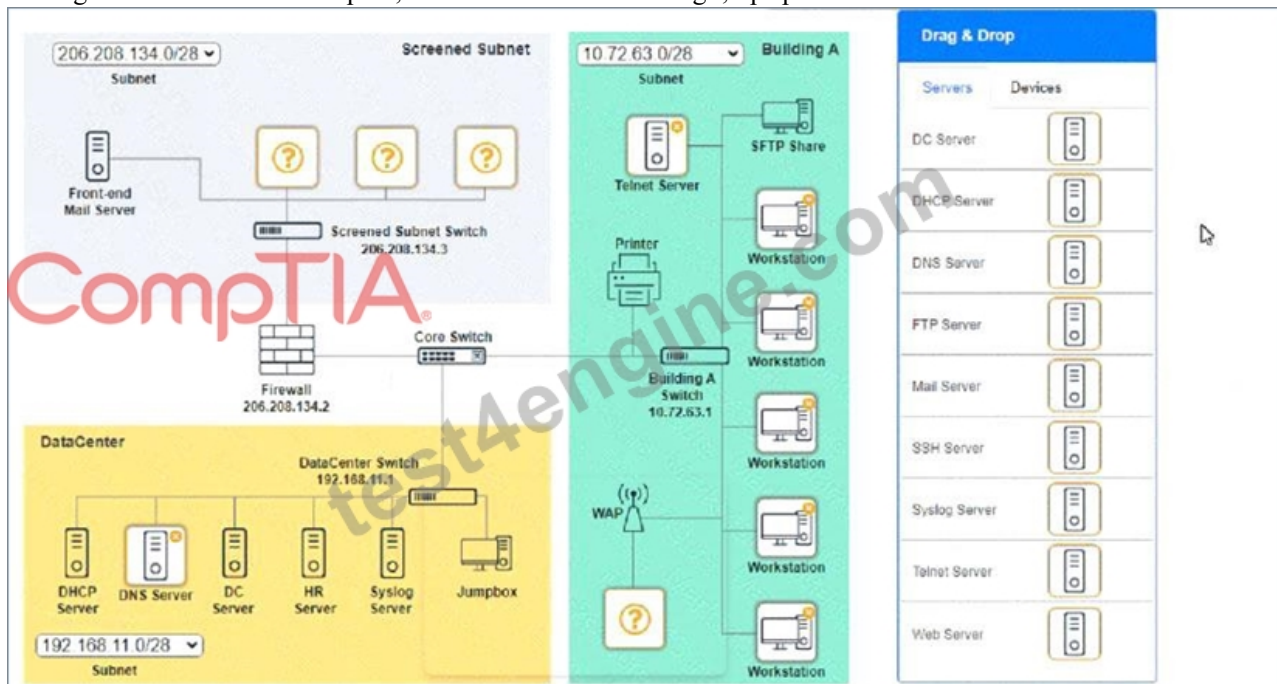 206.208.134.0/28
Subnet
Screened Subnet
Front-end
Mail Server
Screened Subnet Switch
206.208.134.3
CompTIA
Firewall
206.208.134.2
Core Switch
DataCenter
DataCenter Switch
192.168.11.1
DHCP
Server
DNS Server
DC
Server
HR
Server
Syslog
Server
Jumpbox
192.168.11.0/28
Subnet
10.72.63.0/28
Subnet
Building A
Telnet Server
SFTP Share
Printer
Workstation
Workstation
Building A
Switch
10.72.63.1
Workstation
WAP
Workstation
Workstation
Drag & Drop
Servers
Devices
DC Server
DHCP Server
DNS Server
FTP Server
Mail Server
SSH Server
Syslog Server
Telnet Server
Web Server
test4engine.com